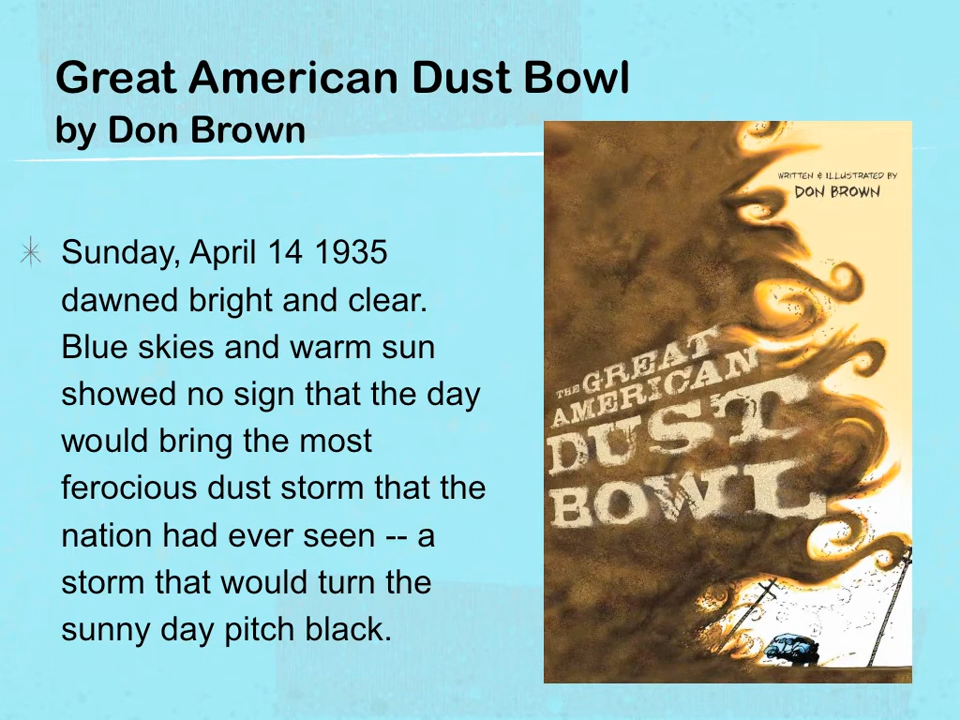 Great American Dust Bowl
by Don Brown
Sunday, April 14 1935
dawned bright and clear.
Blue skies and warm sun
showed no sign that the day
would bring the most
ferocious dust storm that the
nation had ever seen -- a
storm that would turn the
sunny day pitch black.
WRITTEN & ILLUSTRATED BY
DON BROWN
THE GREAT
AMERICAN
DUST
BOWL